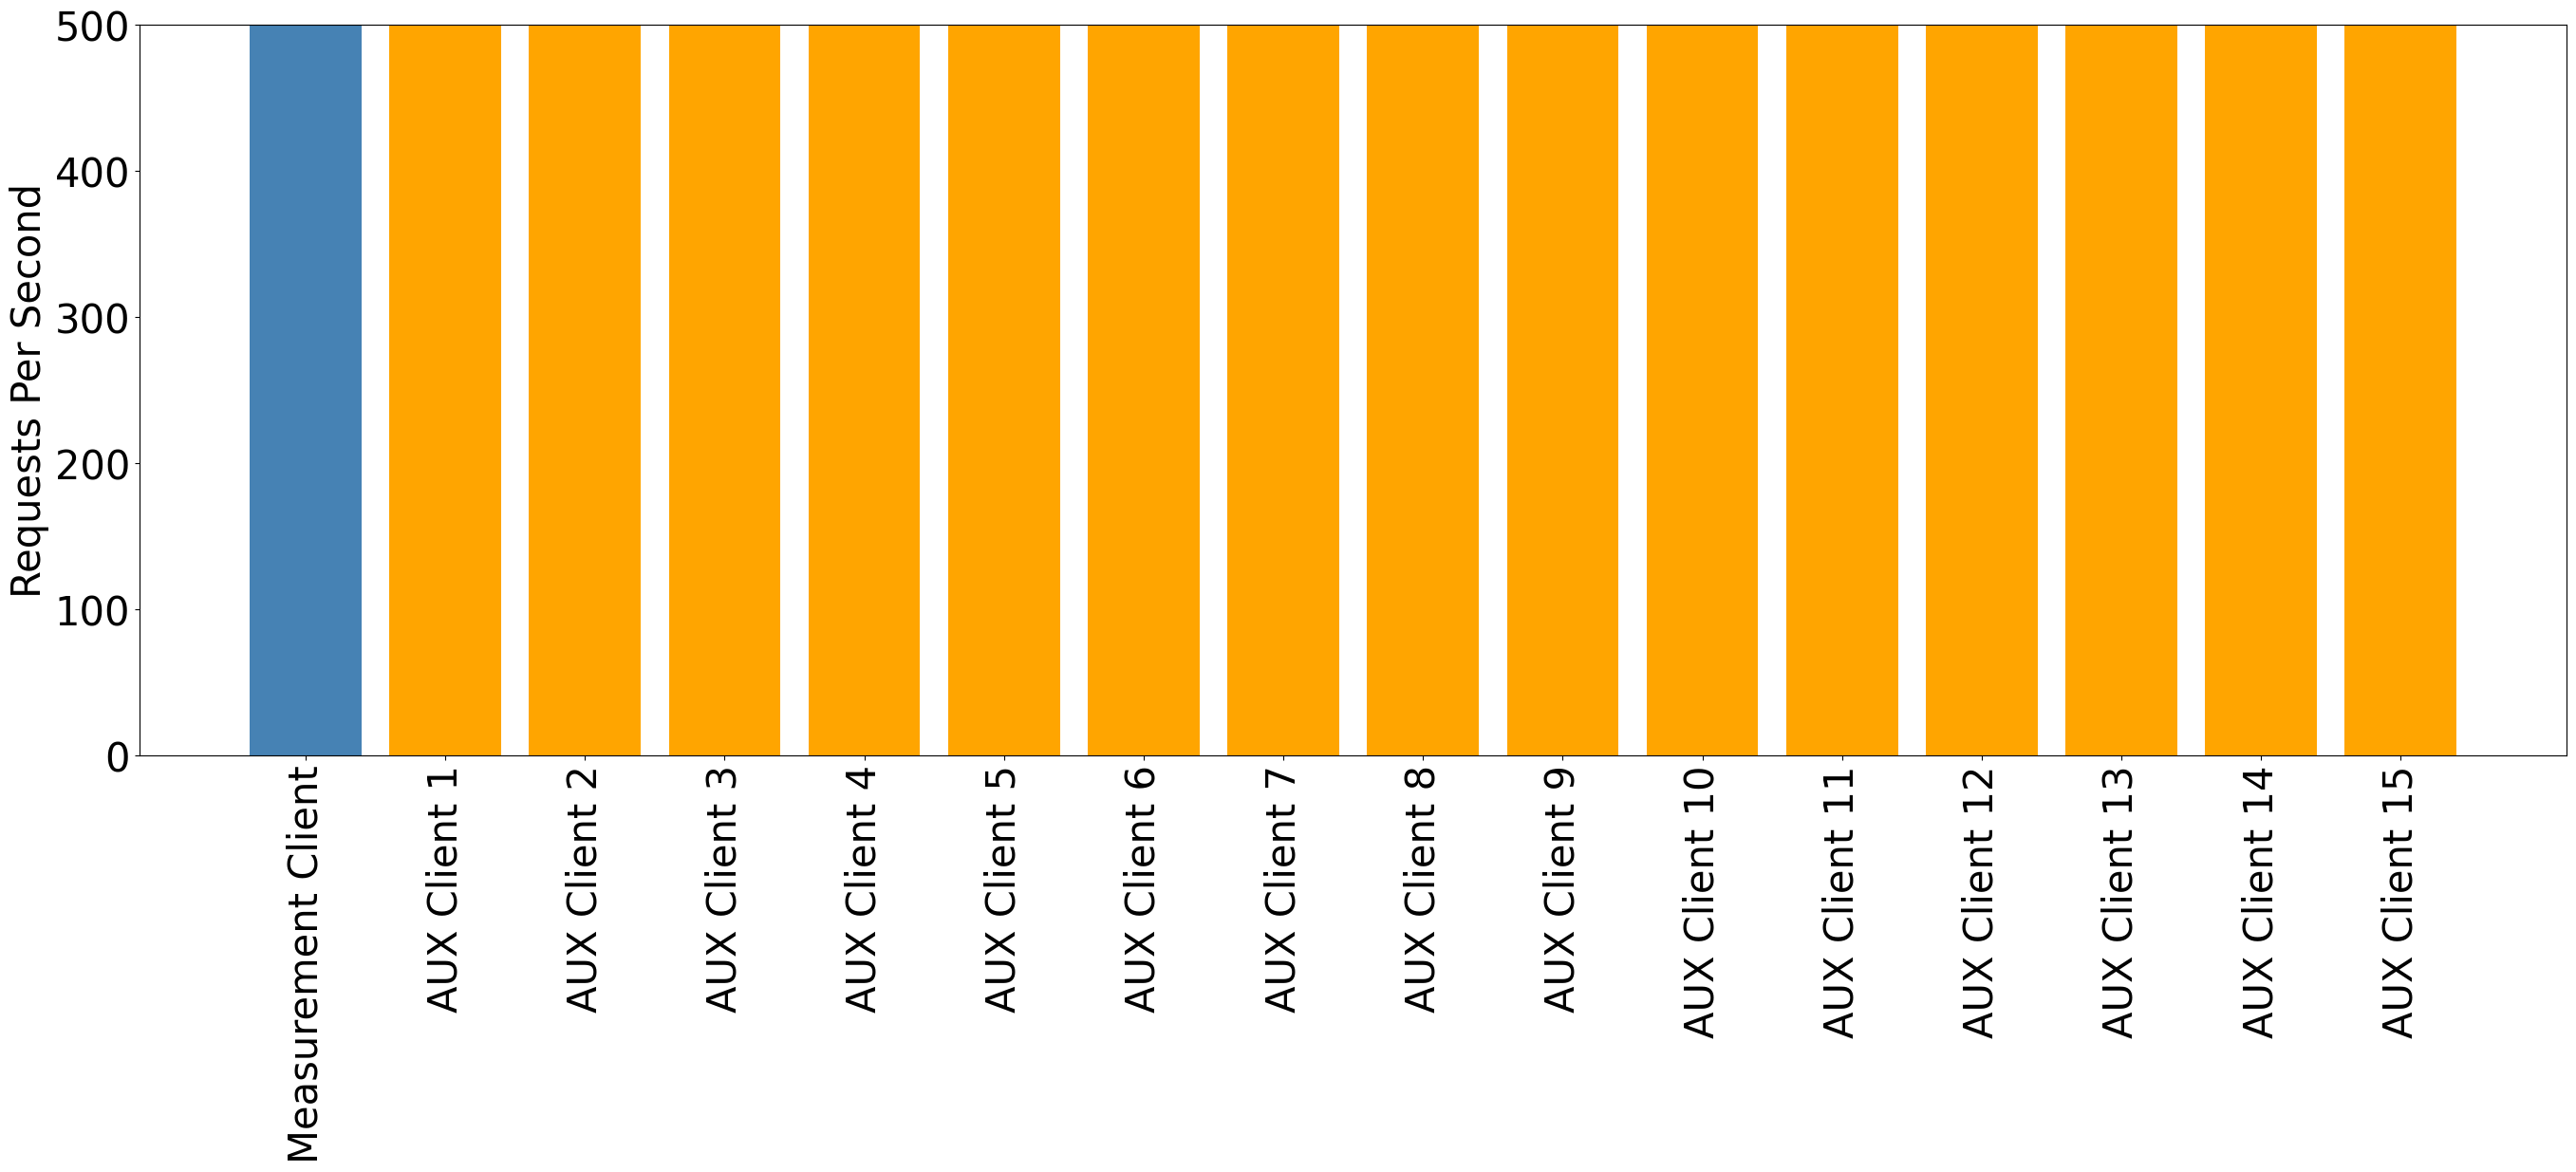 Requests Per Second
500
400
300
200
100
0
Measurement Client
AUX Client 1
AUX Client 2
AUX Client 3
AUX Client 4
AUX Client 5
AUX Client 6
AUX Client 7
AUX Client 8
AUX Client 9
AUX Client 10
AUX Client 11
AUX Client 12
AUX Client 13
AUX Client 14
AUX Client 15